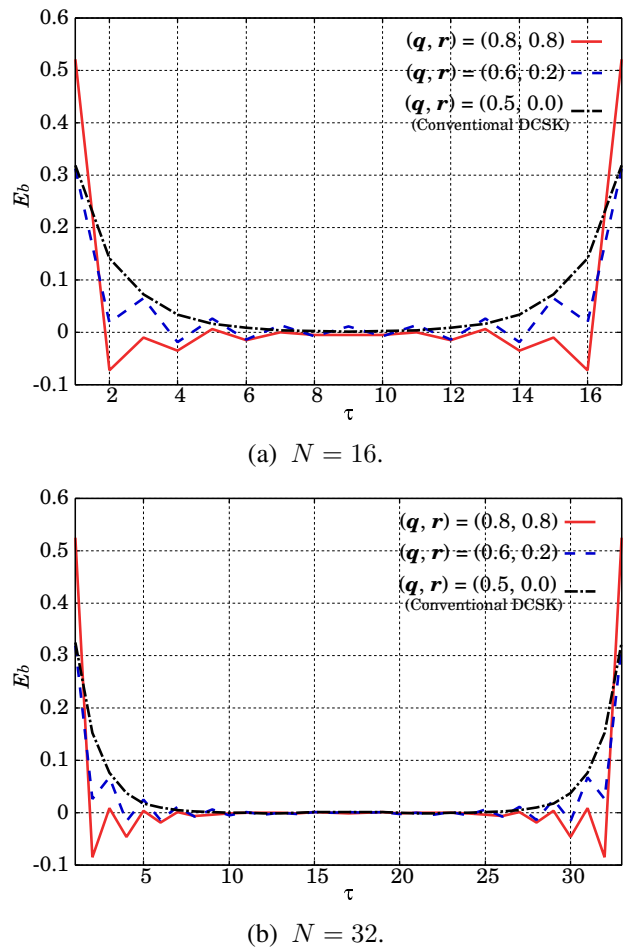 0.6
(q, r) = (0.8, 0.8)
0.5
(q, r) = (0.6, 0.2)
0.4
(q, r) = (0.5, 0.0)
(Conventional DCSK)
0.3
E_b
0.2
0.1
0
-0.1
2 4 6 8 10 12 14 16
τ
(a) N = 16.
0.6
(q, r) = (0.8, 0.8)
0.5
(q, r) = (0.6, 0.2)
0.4
(q, r) = (0.5, 0.0)
(Conventional DCSK)
0.3
E_b
0.2
0.1
0
-0.1
5 10 15 20 25 30
τ
(b) N = 32.